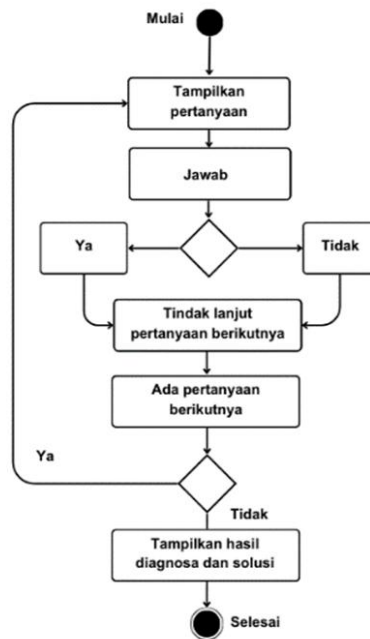 Mulai
Tampilkan
pertanyaan
Jawab
Ya
Tidak
Tindak lanjut
pertanyaan berikutnya
Ada pertanyaan
berikutnya
Ya
Tidak
Tampilkan hasil
diagnosa dan solusi
Selesai